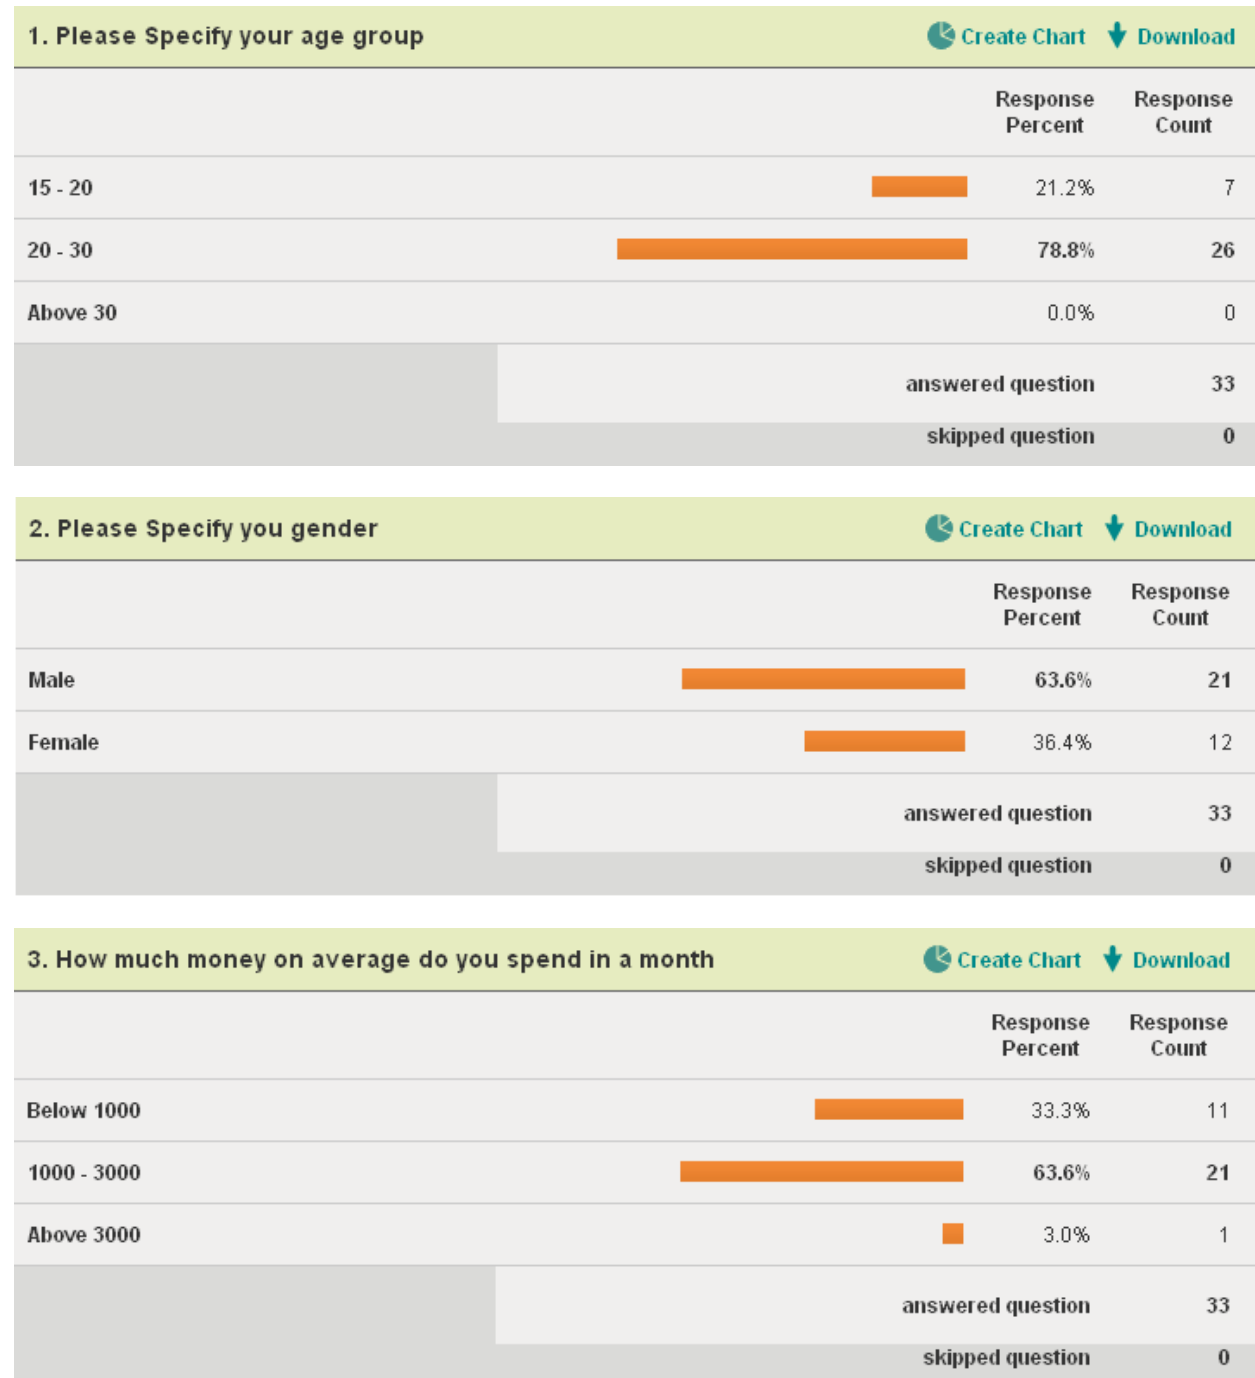 1. Please Specify your age group Create Chart Download
Response Percent Response Count
15 - 20 21.2% 7
20 - 30 78.8% 26
Above 30 0.0% 0
answered question 33
skipped question 0
2. Please Specify you gender Create Chart Download
Response Percent Response Count
Male 63.6% 21
Female 36.4% 12
answered question 33
skipped question 0
3. How much money on average do you spend in a month Create Chart Download
Response Percent Response Count
Below 1000 33.3% 11
1000 - 3000 63.6% 21
Above 3000 3.0% 1
answered question 33
skipped question 0